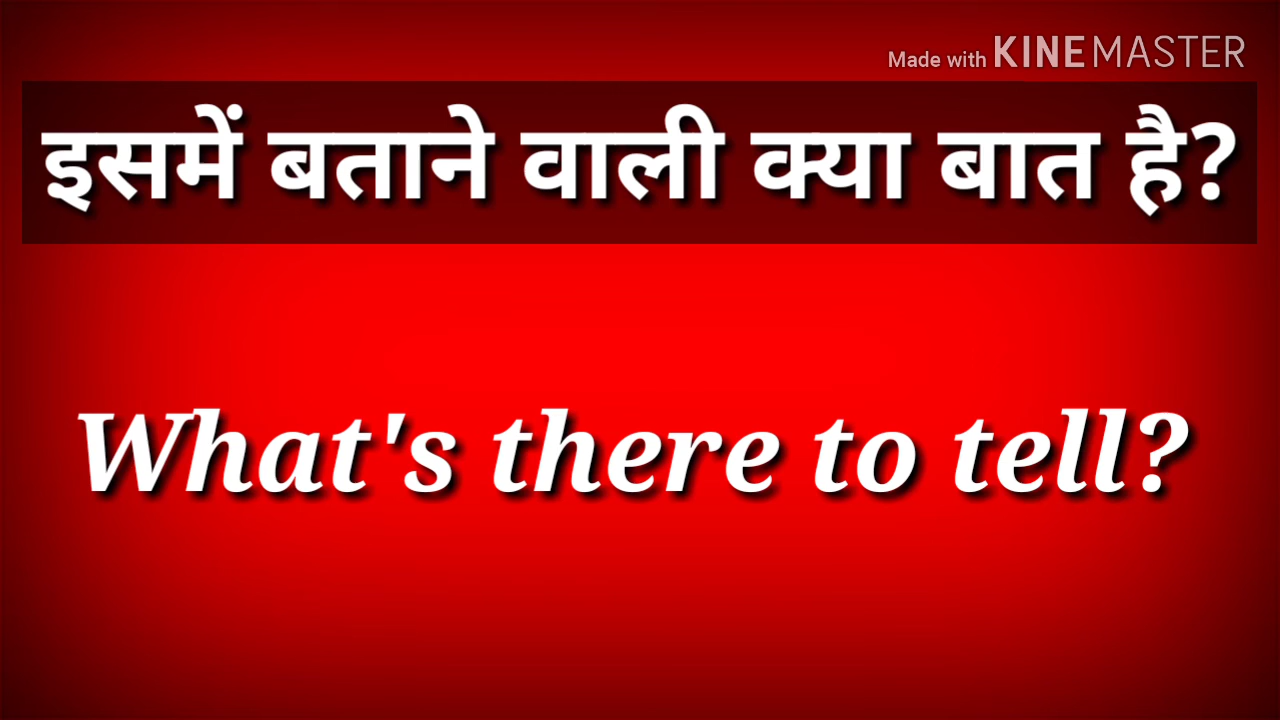 Made with KINEMASTER
इसमें बताने वाली क्या बात है?
What's there to tell?